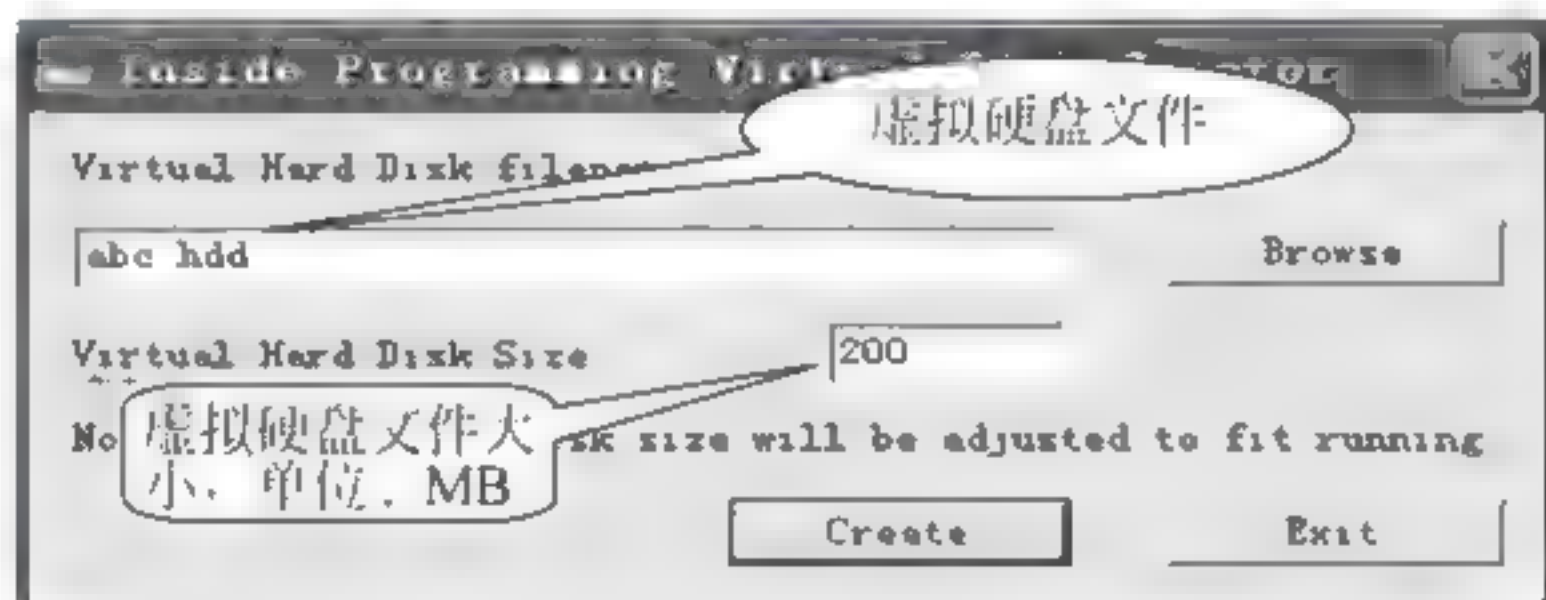 Inside Programming
虚拟硬盘文件
Virtual Hard Disk
abc hdd
Browse
Virtual Hard Disk Size
200
虚拟硬盘文件大
小，单位：MB
No
size will be adjusted to fit running
Create
Exit